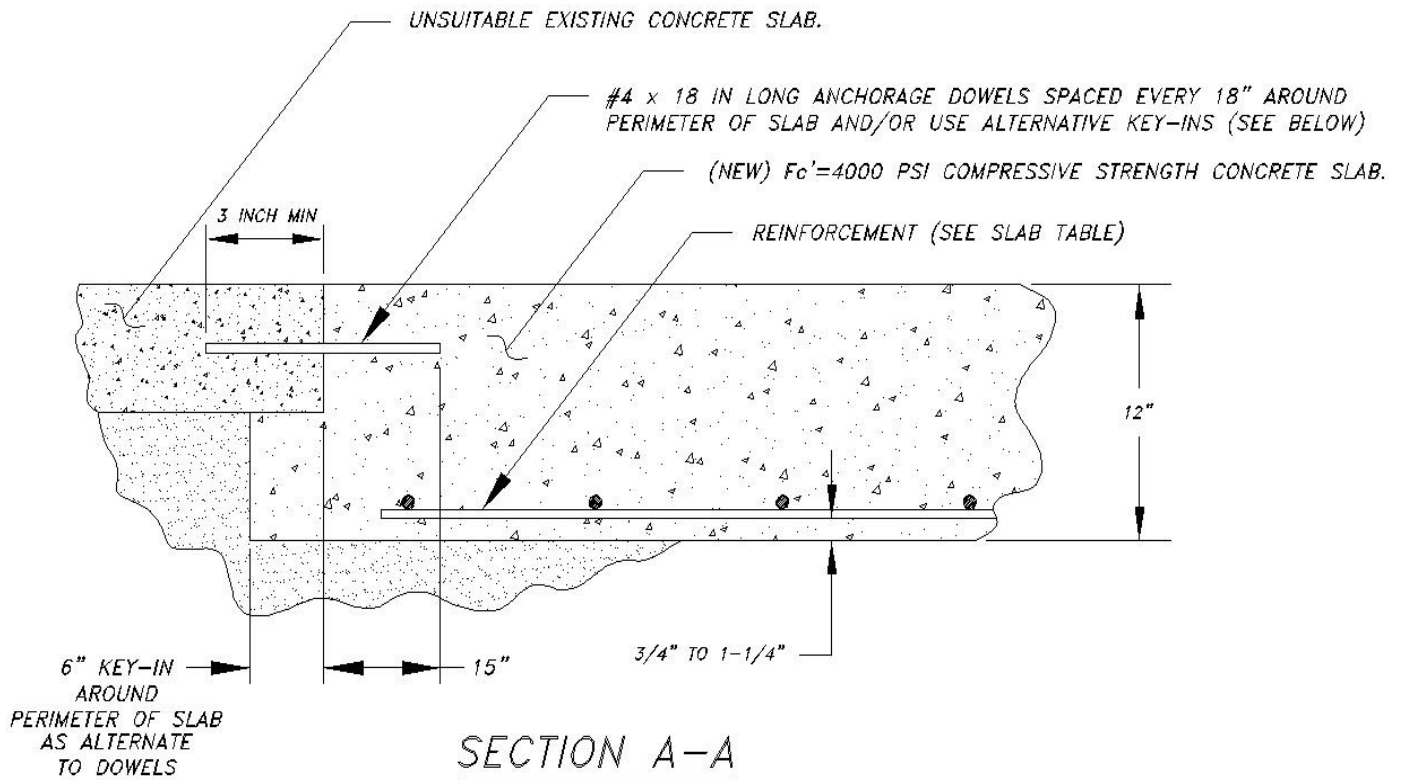 UNSUITABLE EXISTING CONCRETE SLAB.
#4 x 18 IN LONG ANCHORAGE DOWELS SPACED EVERY 18" AROUND
PERIMETER OF SLAB AND/OR USE ALTERNATIVE KEY-INS (SEE BELOW)
(NEW) Fc'=4000 PSI COMPRESSIVE STRENGTH CONCRETE SLAB.
3 INCH MIN
REINFORCEMENT (SEE SLAB TABLE)
12"
3/4" TO 1-1/4"
6" KEY-IN
AROUND
PERIMETER OF SLAB
AS ALTERNATE
TO DOWELS
15"
SECTION A-A